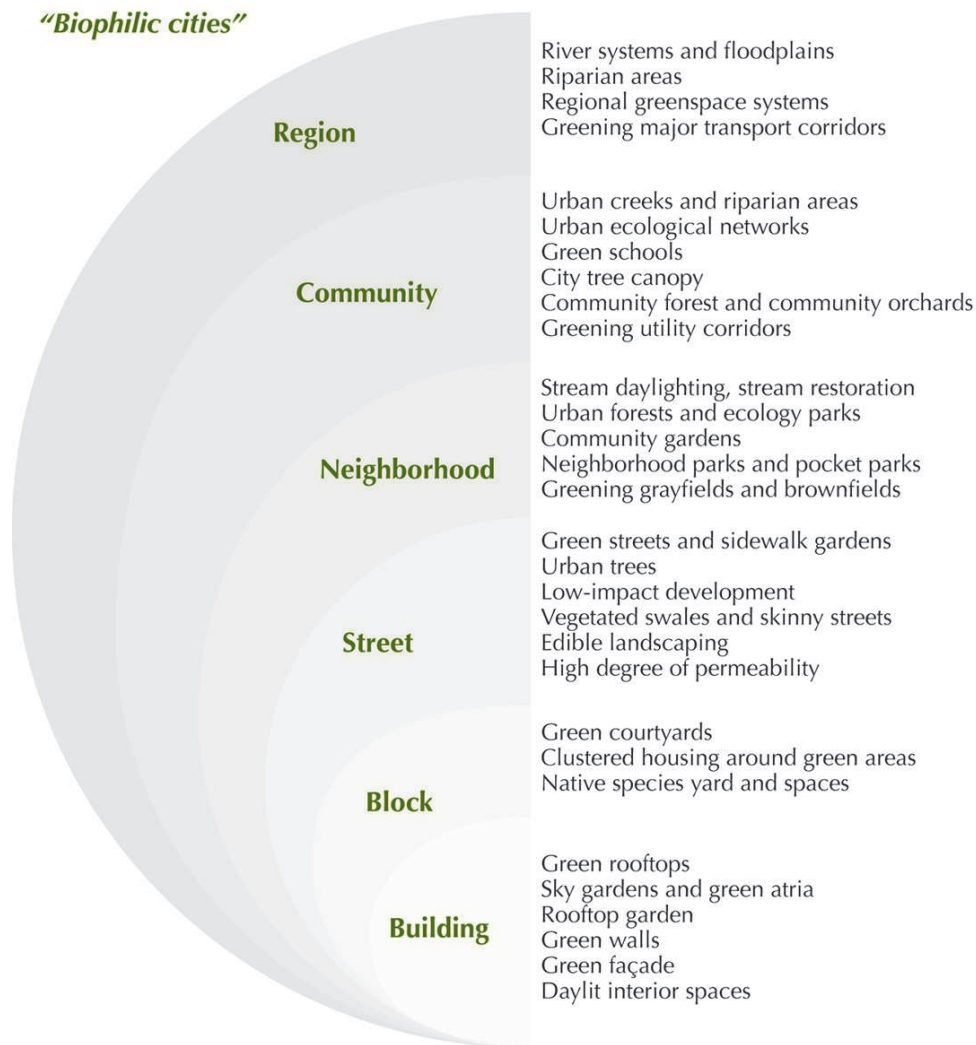 “Biophilic cities”
Region
River systems and floodplains
Riparian areas
Regional greenspace systems
Greening major transport corridors
Community
Urban creeks and riparian areas
Urban ecological networks
Green schools
City tree canopy
Community forest and community orchards
Greening utility corridors
Neighborhood
Stream daylighting, stream restoration
Urban forests and ecology parks
Community gardens
Neighborhood parks and pocket parks
Greening grayfields and brownfields
Street
Green streets and sidewalk gardens
Urban trees
Low-impact development
Vegetated swales and skinny streets
Edible landscaping
High degree of permeability
Block
Green courtyards
Clustered housing around green areas
Native species yard and spaces
Building
Green rooftops
Sky gardens and green atria
Rooftop garden
Green walls
Green façade
Daylit interior spaces